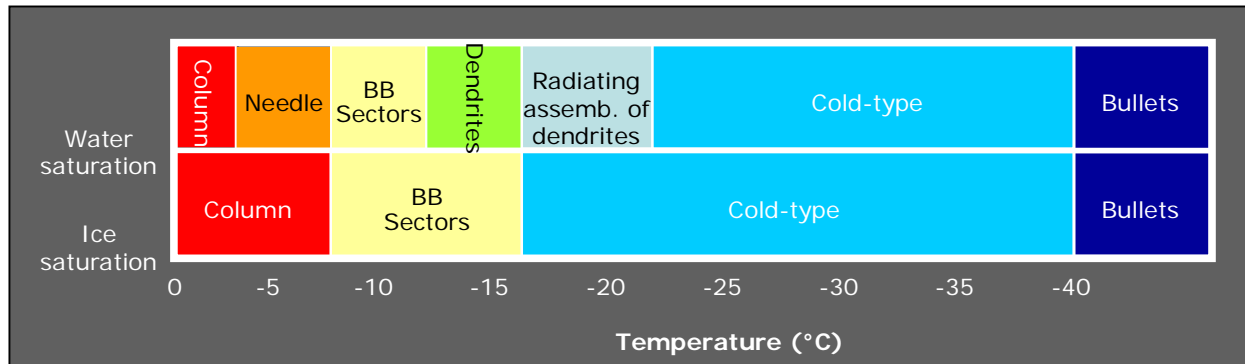 Water
saturation
Column
Needle
BB
Sectors
Dendrites
Radiating
assemb. of
dendrites
Cold-type
Bullets
Ice
saturation
Column
BB
Sectors
Cold-type
Bullets
0 -5 -10 -15 -20 -25 -30 -35 -40
Temperature (°C)